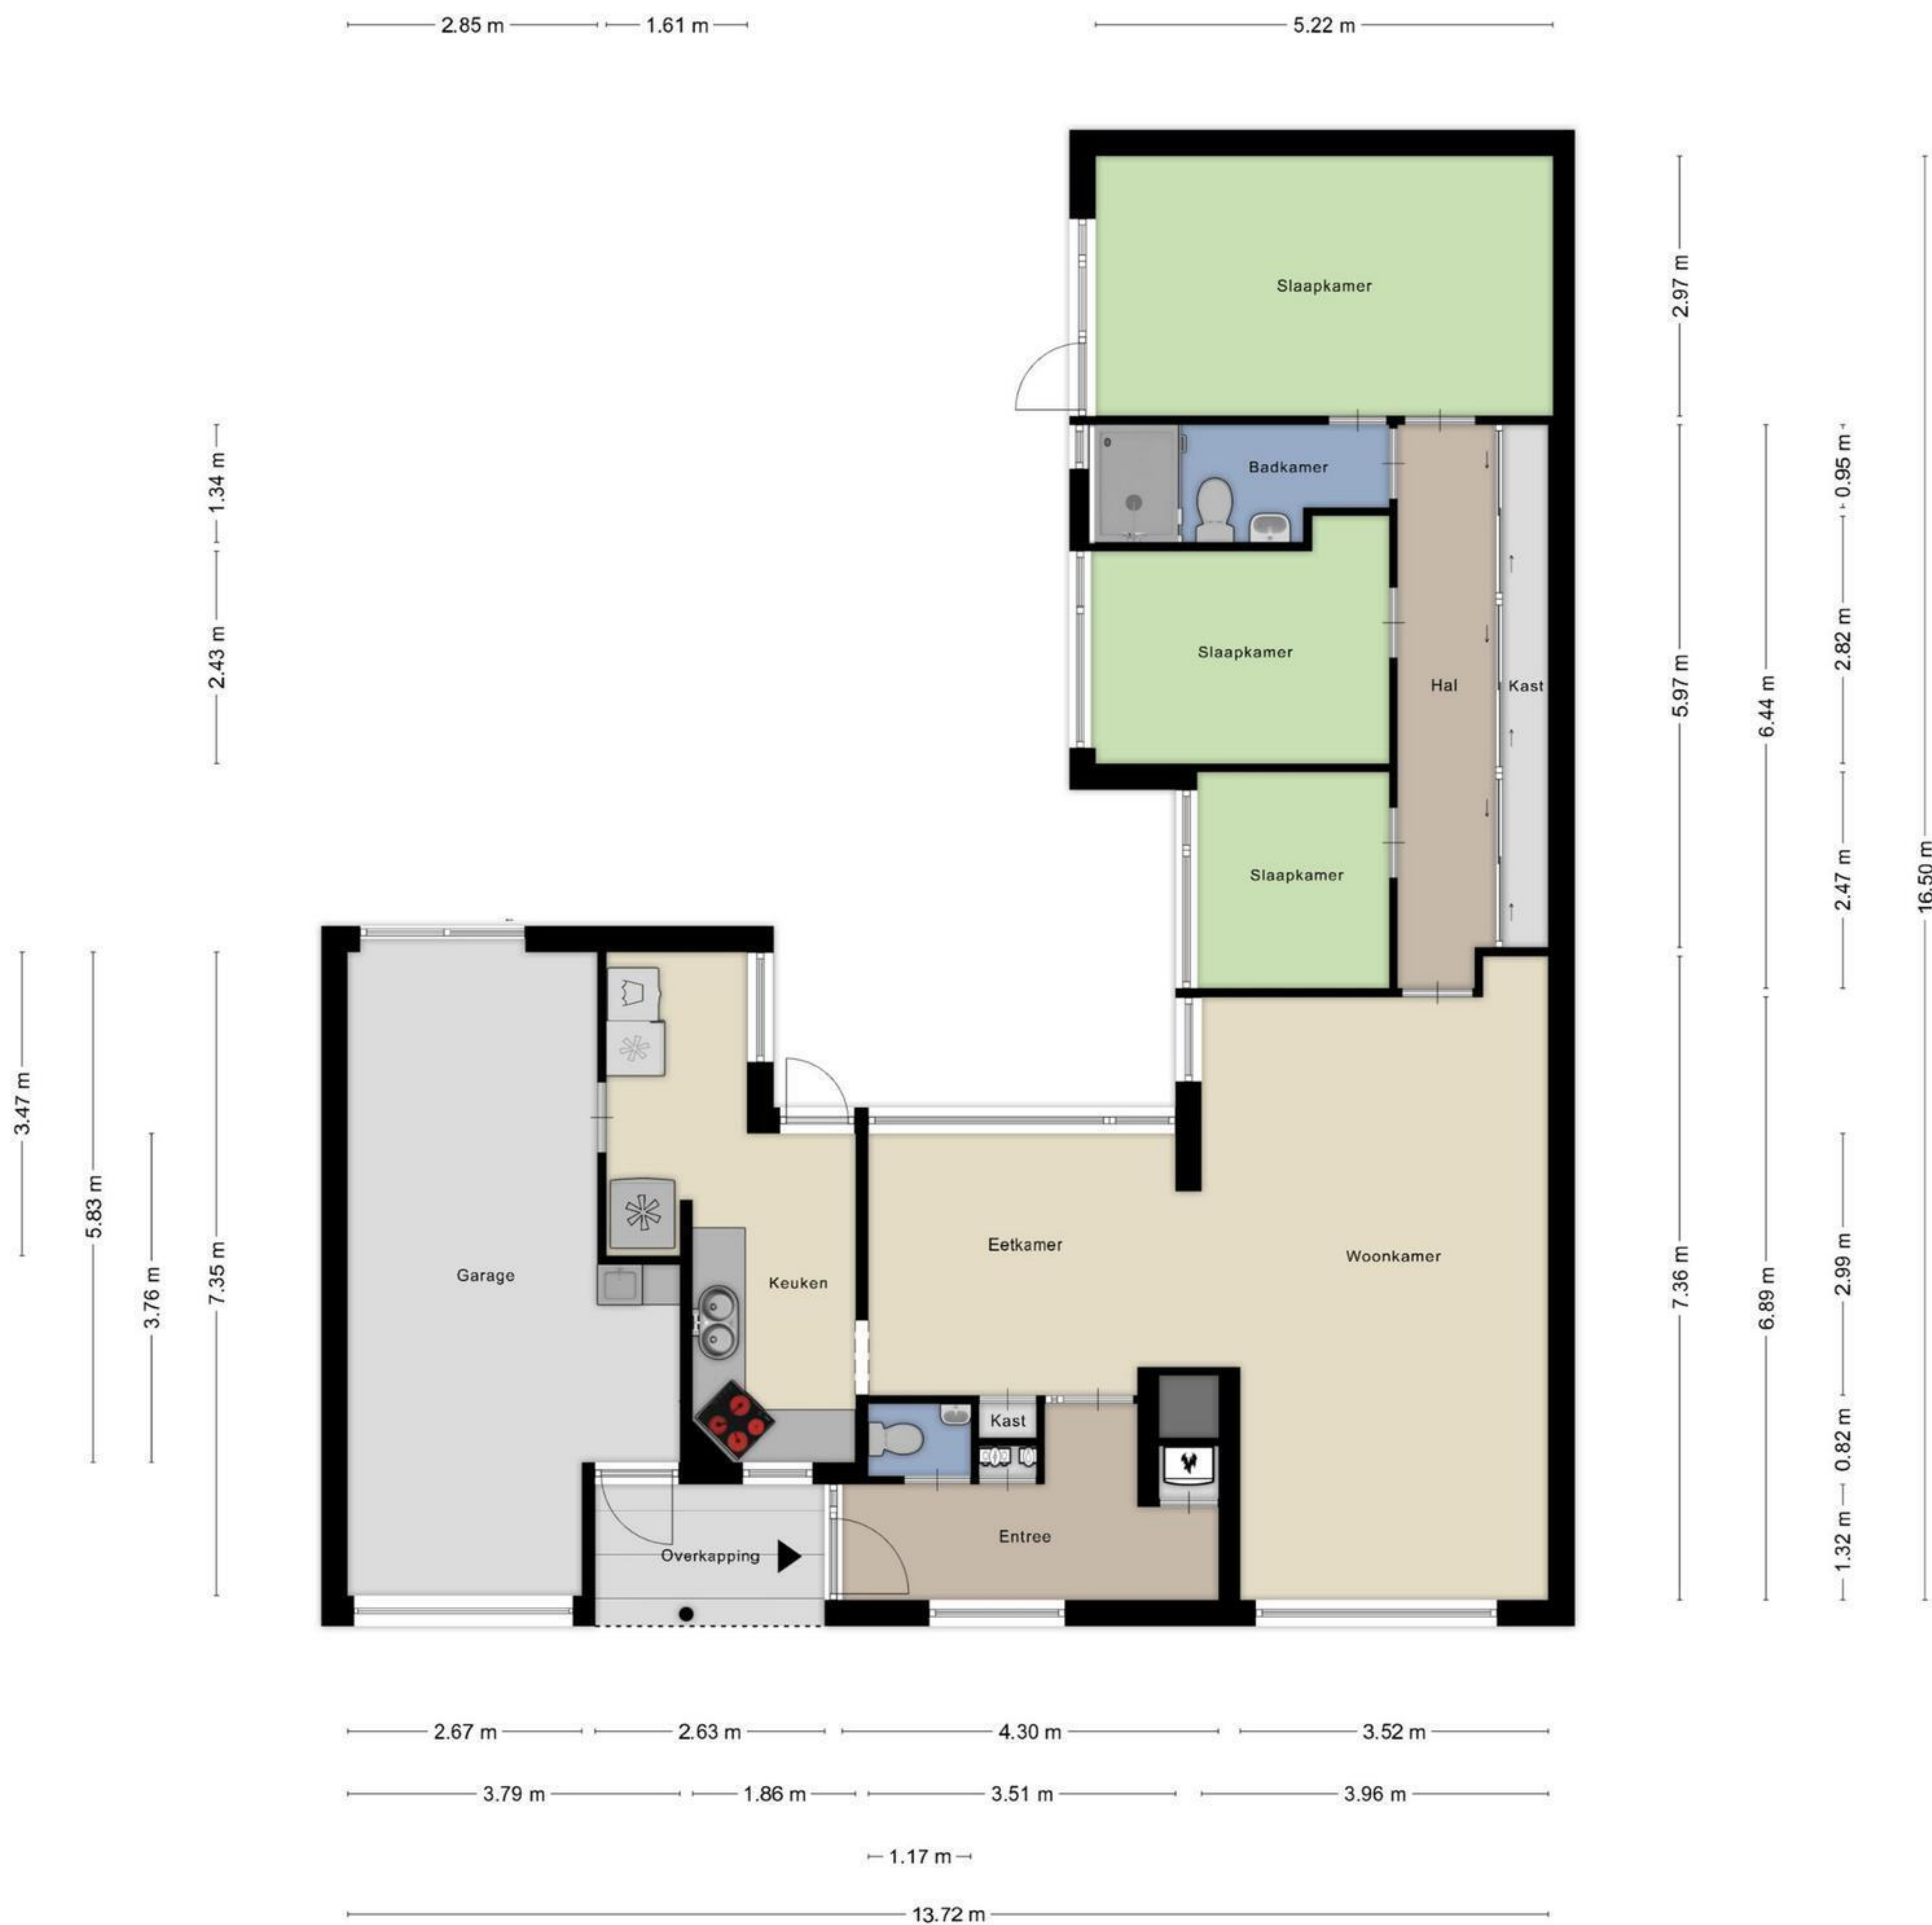 2.85 m
1.61 m
5.22 m
Slaapkamer
2.97 m
1.34 m
Badkamer
0.95 m
2.43 m
Slaapkamer
Hal
Kast
5.97 m
6.44 m
2.82 m
Slaapkamer
2.47 m
16.50 m
3.47 m
5.83 m
3.76 m
7.35 m
Garage
Keuken
Eetkamer
Woonkamer
7.36 m
6.89 m
2.99 m
Kast
0.82 m
Overkapping
Entree
1.32 m
2.67 m
2.63 m
4.30 m
3.52 m
3.79 m
1.86 m
3.51 m
3.96 m
1.17 m
13.72 m